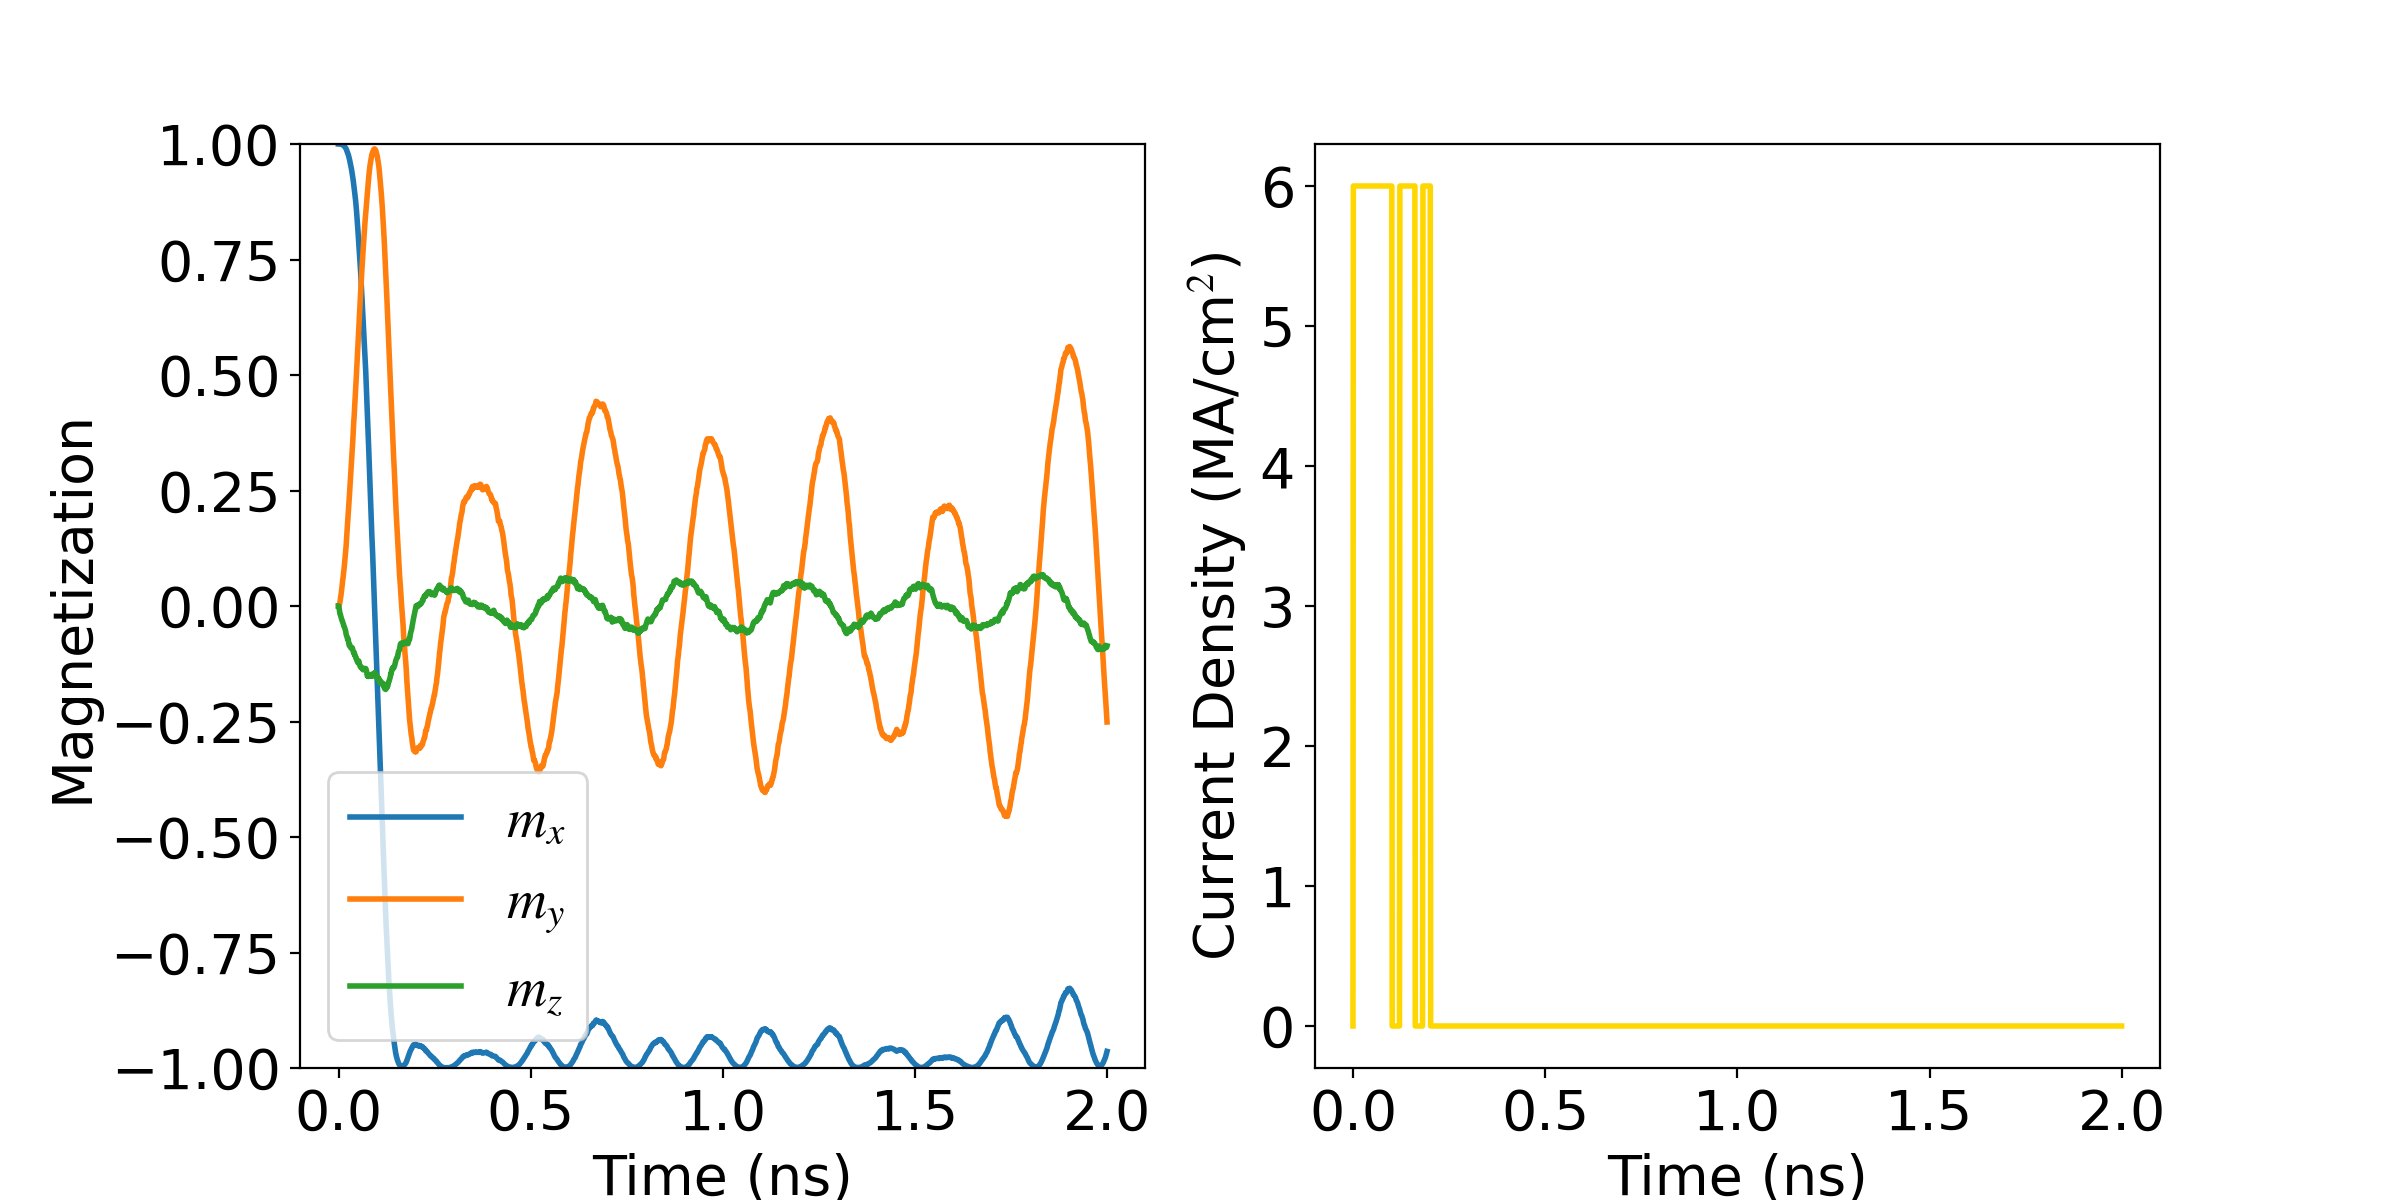 Magnetization
1.00
0.75
0.50
0.25
0.00
−0.25
−0.50
−0.75
−1.00
m_x
m_y
m_z
0.0 0.5 1.0 1.5 2.0
Time (ns)
Current Density (MA/cm²)
6
5
4
3
2
1
0
0.0 0.5 1.0 1.5 2.0
Time (ns)